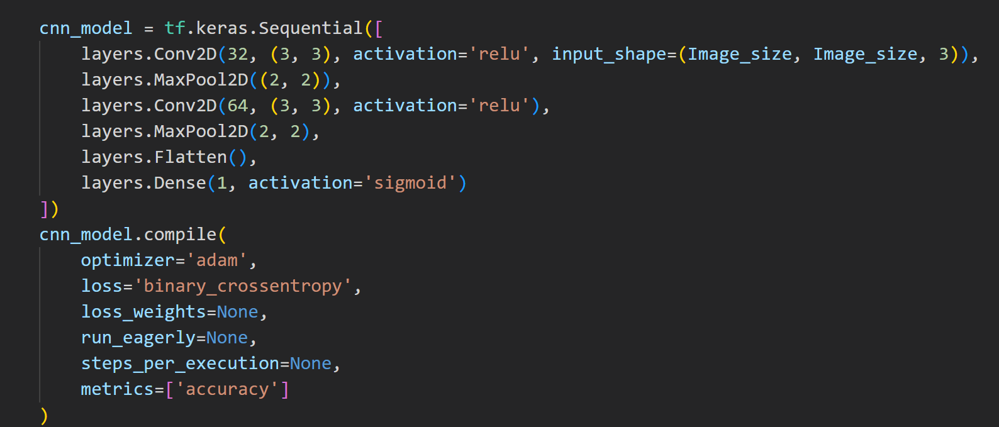 cnn_model = tf.keras.Sequential([
    layers.Conv2D(32, (3, 3), activation='relu', input_shape=(Image_size, Image_size, 3)),
    layers.MaxPool2D((2, 2)),
    layers.Conv2D(64, (3, 3), activation='relu'),
    layers.MaxPool2D(2, 2),
    layers.Flatten(),
    layers.Dense(1, activation='sigmoid')
])
cnn_model.compile(
    optimizer='adam',
    loss='binary_crossentropy',
    loss_weights=None,
    run_eagerly=None,
    steps_per_execution=None,
    metrics=['accuracy']
)